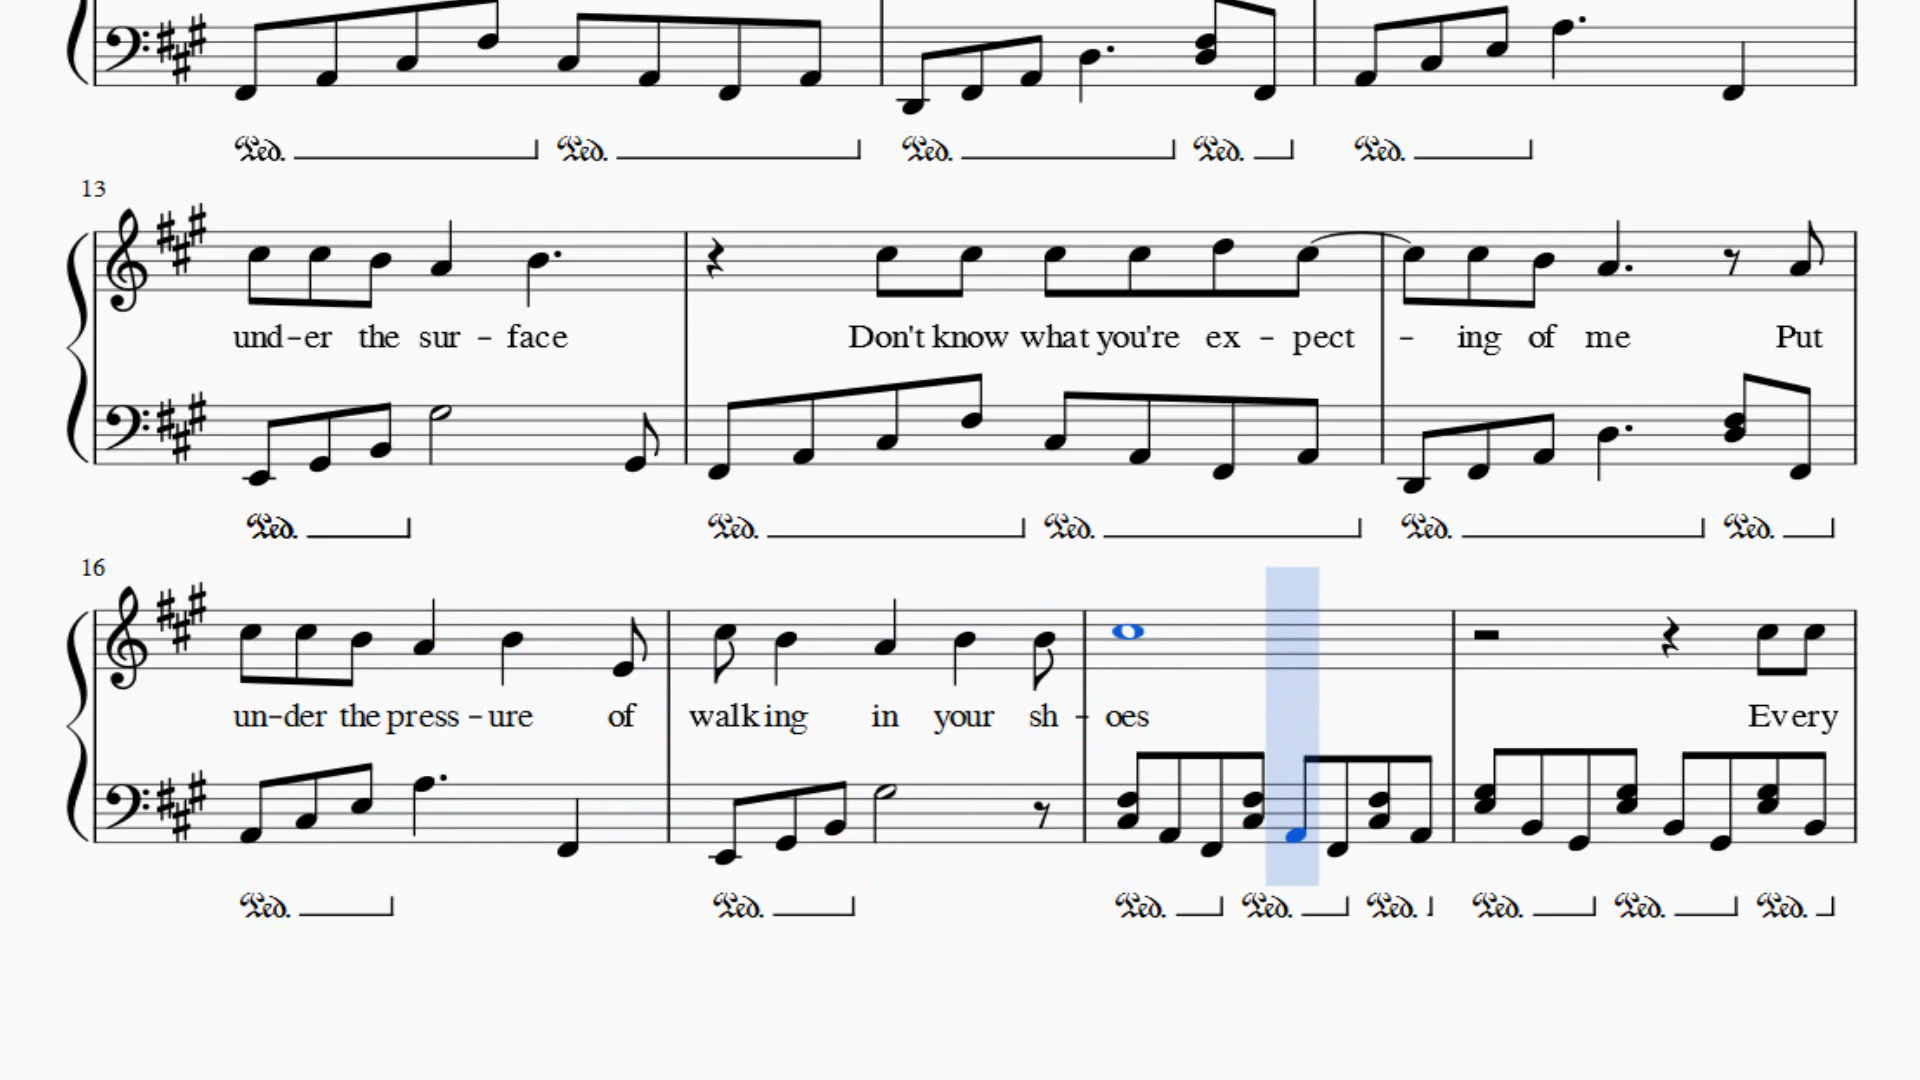 Ped. Ped. Ped. Ped. Ped.
13
und-er the sur - face Don't know what you're ex - pect - ing of me Put
Ped. Ped. Ped. Ped. Ped.
16
un-der the press - ure of walking in your sh - oes Every
Ped. Ped. Ped. Ped. Ped. Ped. Ped. Ped.